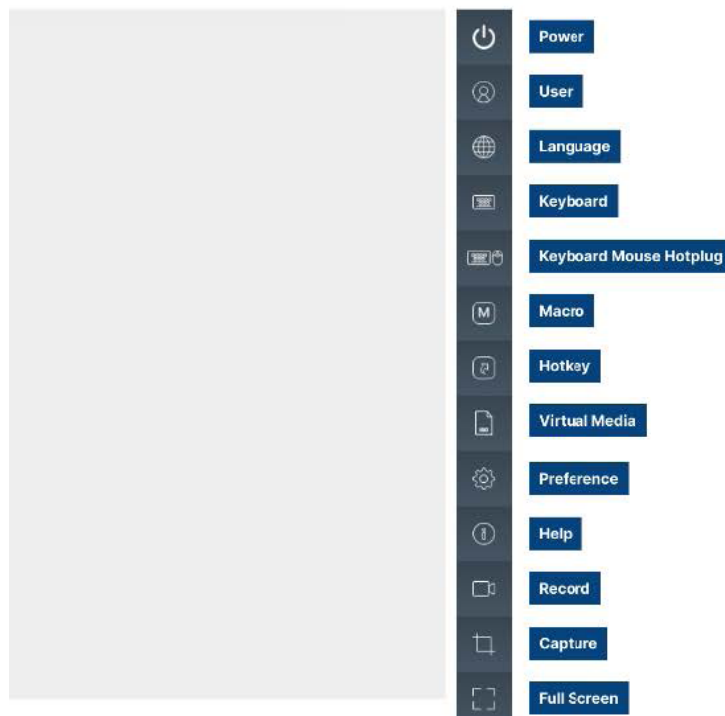 Power
User
Language
Keyboard
Keyboard Mouse Hotplug
M
Macro
Hotkey
Virtual Media
Preference
Help
Record
Capture
Full Screen